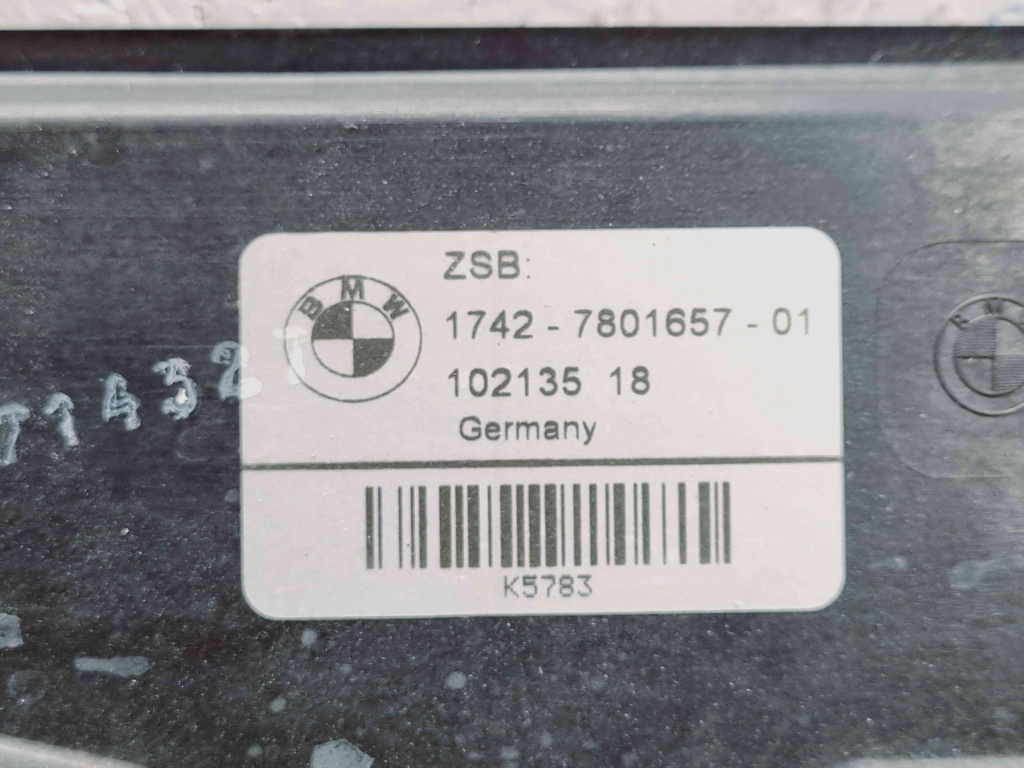 ZSB:
BMW
1742 - 7801657 - 01
102135 18
Germany
K5783